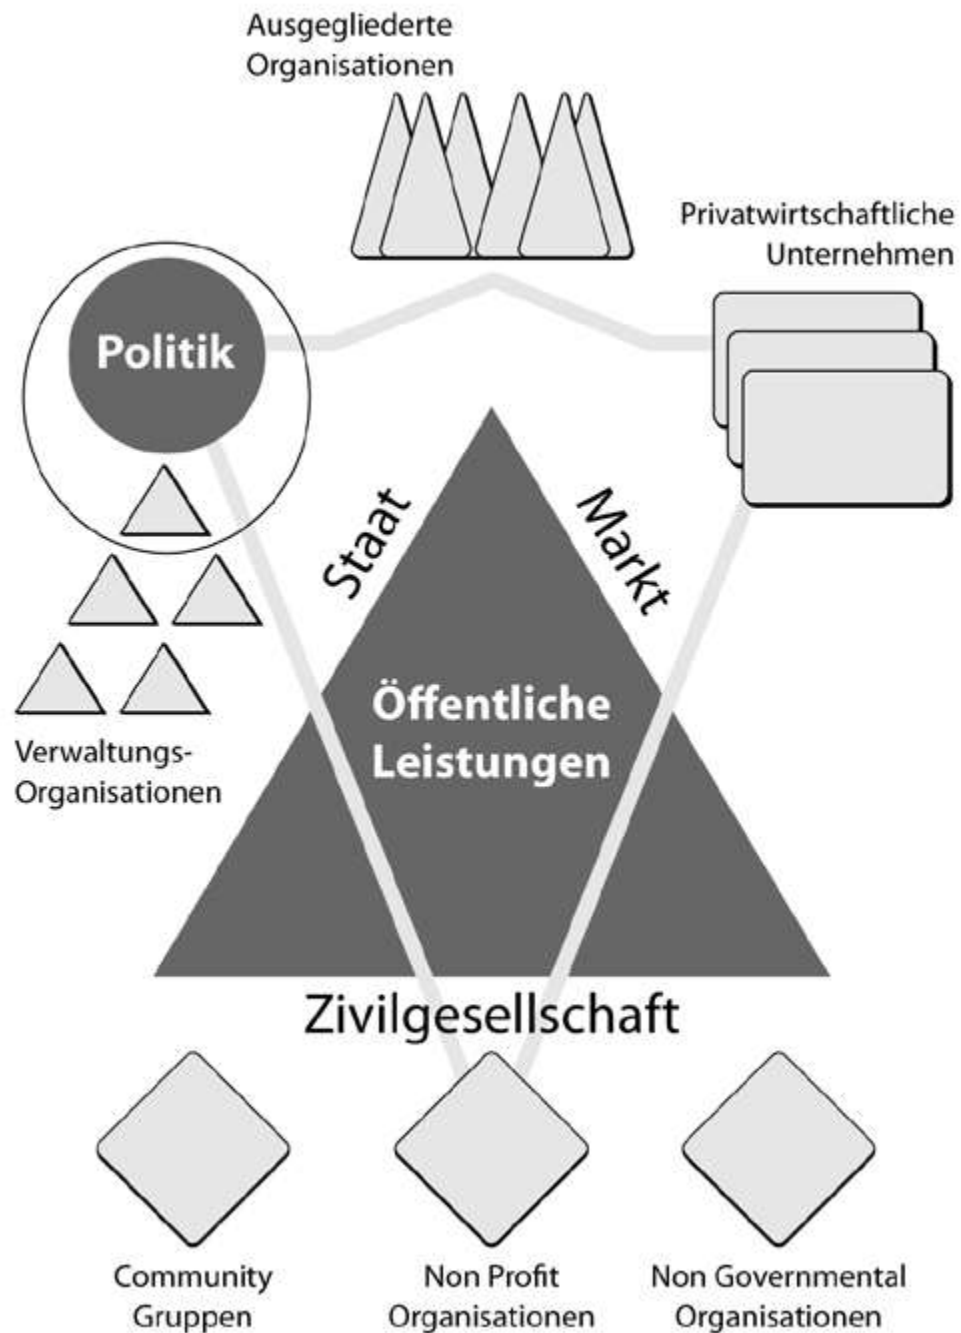 Ausgegliederte
Organisationen
Privatwirtschaftliche
Unternehmen
Politik
Staat
Markt
Öffentliche
Leistungen
Verwaltungs-
Organisationen
Zivilgesellschaft
Community
Gruppen
Non Profit
Organisationen
Non Governmental
Organisationen